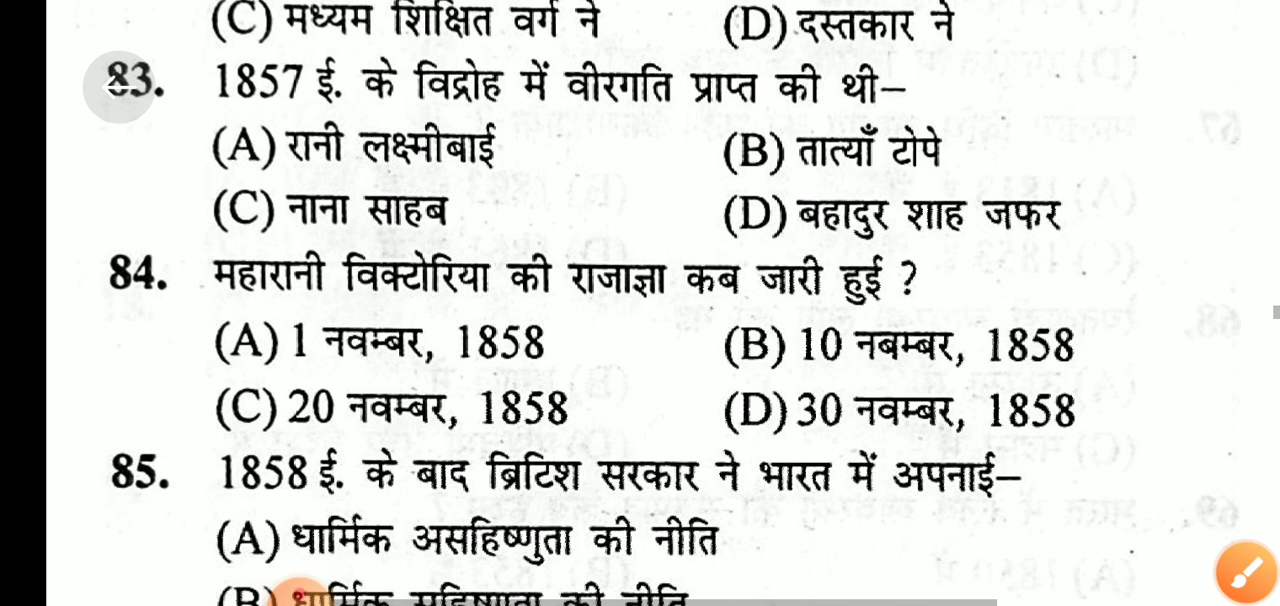 (C) मध्यम शिक्षित वर्ग ने (D) दस्तकार ने
83. 1857 ई. के विद्रोह में वीरगति प्राप्त की थी–
(A) रानी लक्ष्मीबाई (B) तात्याँ टोपे
(C) नाना साहब (D) बहादुर शाह जफर
84. महारानी विक्टोरिया की राजाज्ञा कब जारी हुई ?
(A) 1 नवम्बर, 1858 (B) 10 नबम्बर, 1858
(C) 20 नवम्बर, 1858 (D) 30 नवम्बर, 1858
85. 1858 ई. के बाद ब्रिटिश सरकार ने भारत में अपनाई–
(A) धार्मिक असहिष्णुता की नीति
(B) धार्मिक सहिष्णुता की नीति